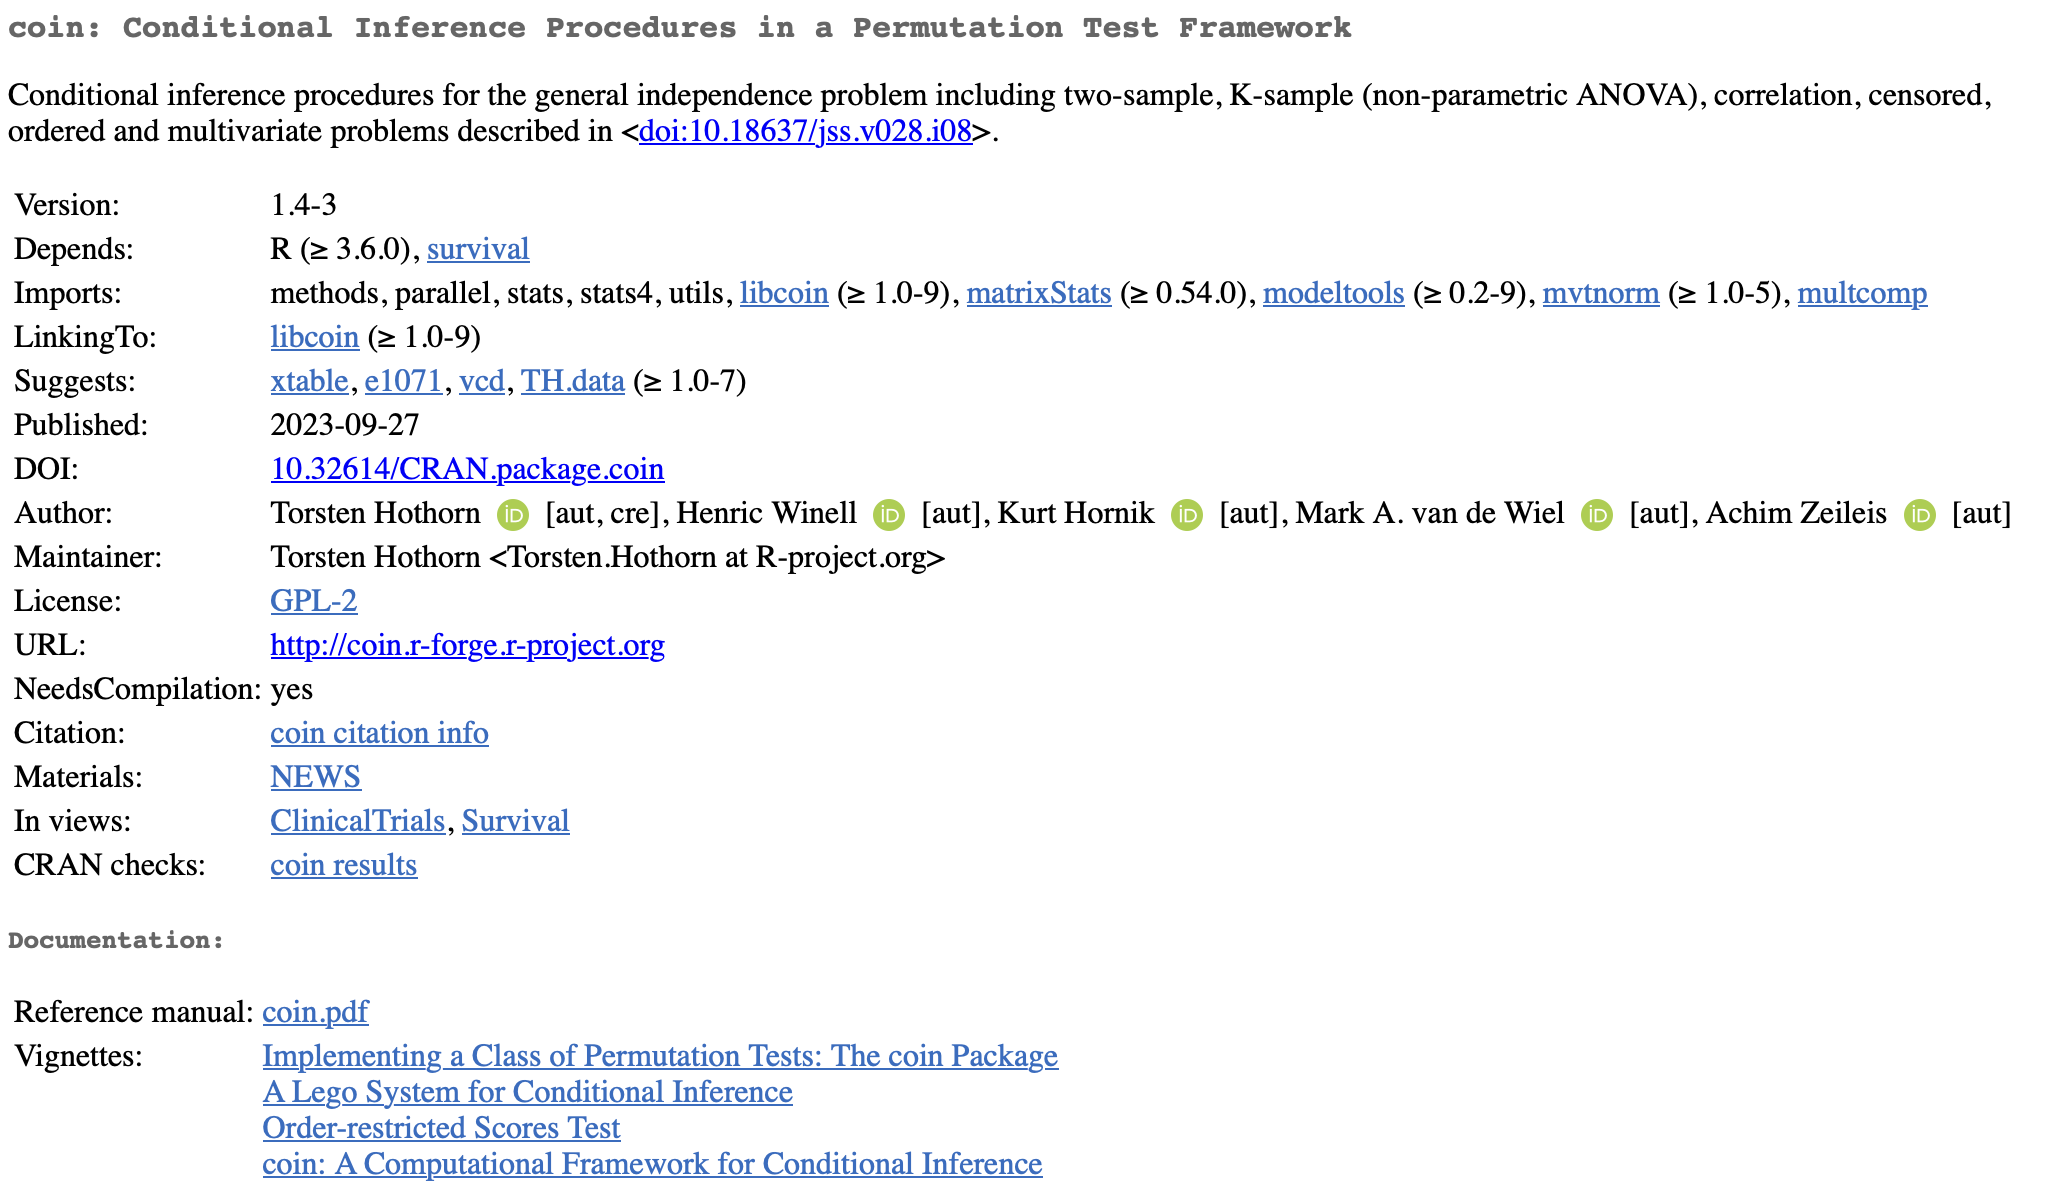 coin: Conditional Inference Procedures in a Permutation Test Framework
Conditional inference procedures for the general independence problem including two-sample, K-sample (non-parametric ANOVA), correlation, censored,
ordered and multivariate problems described in <doi:10.18637/jss.v028.i08>.
Version: 1.4-3
Depends: R (≥ 3.6.0), survival
Imports: methods, parallel, stats, stats4, utils, libcoin (≥ 1.0-9), matrixStats (≥ 0.54.0), modeltools (≥ 0.2-9), mvtnorm (≥ 1.0-5), multcomp
LinkingTo: libcoin (≥ 1.0-9)
Suggests: xtable, e1071, vcd, TH.data (≥ 1.0-7)
Published: 2023-09-27
DOI: 10.32614/CRAN.package.coin
Author: Torsten Hothorn iD [aut, cre], Henric Winell iD [aut], Kurt Hornik iD [aut], Mark A. van de Wiel iD [aut], Achim Zeileis iD [aut]
Maintainer: Torsten Hothorn <Torsten.Hothorn at R-project.org>
License: GPL-2
URL: http://coin.r-forge.r-project.org
NeedsCompilation: yes
Citation: coin citation info
Materials: NEWS
In views: ClinicalTrials, Survival
CRAN checks: coin results
Documentation:
Reference manual: coin.pdf
Vignettes: Implementing a Class of Permutation Tests: The coin Package
A Lego System for Conditional Inference
Order-restricted Scores Test
coin: A Computational Framework for Conditional Inference